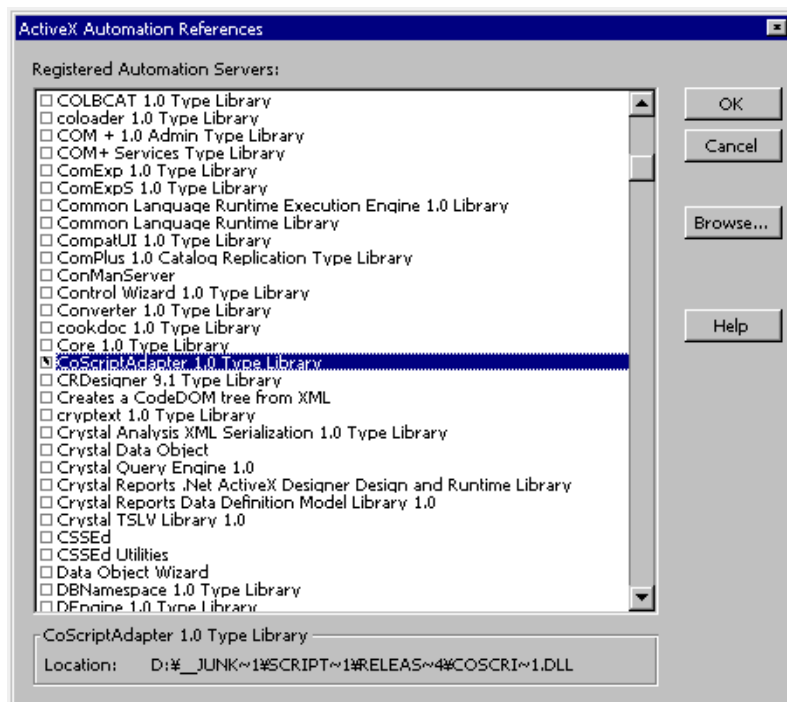 ActiveX Automation References
Registered Automation Servers:
COLBCAT 1.0 Type Library
coloader 1.0 Type Library
COM + 1.0 Admin Type Library
COM+ Services Type Library
ComExp 1.0 Type Library
ComExpS 1.0 Type Library
Common Language Runtime Execution Engine 1.0 Library
Common Language Runtime Library
CompatUI 1.0 Type Library
ComPlus 1.0 Catalog Replication Type Library
ConManServer
Control Wizard 1.0 Type Library
Converter 1.0 Type Library
cookdoc 1.0 Type Library
Core 1.0 Type Library
CoScriptAdapter 1.0 Type Library
CRDesigner 9.1 Type Library
Creates a CodeDOM tree from XML
cryptext 1.0 Type Library
Crystal Analysis XML Serialization 1.0 Type Library
Crystal Data Object
Crystal Query Engine 1.0
Crystal Reports .Net ActiveX Designer Design and Runtime Library
Crystal Reports Data Definition Model Library 1.0
Crystal TSLV Library 1.0
CSSEd
CSSEd Utilities
Data Object Wizard
DBNamespace 1.0 Type Library
DEngine 1.0 Type Library
OK
Cancel
Browse...
Help
CoScriptAdapter 1.0 Type Library
Location: D:¥__JUNK~1¥SCRIPT~1¥RELEAS~4¥COSCRI~1.DLL